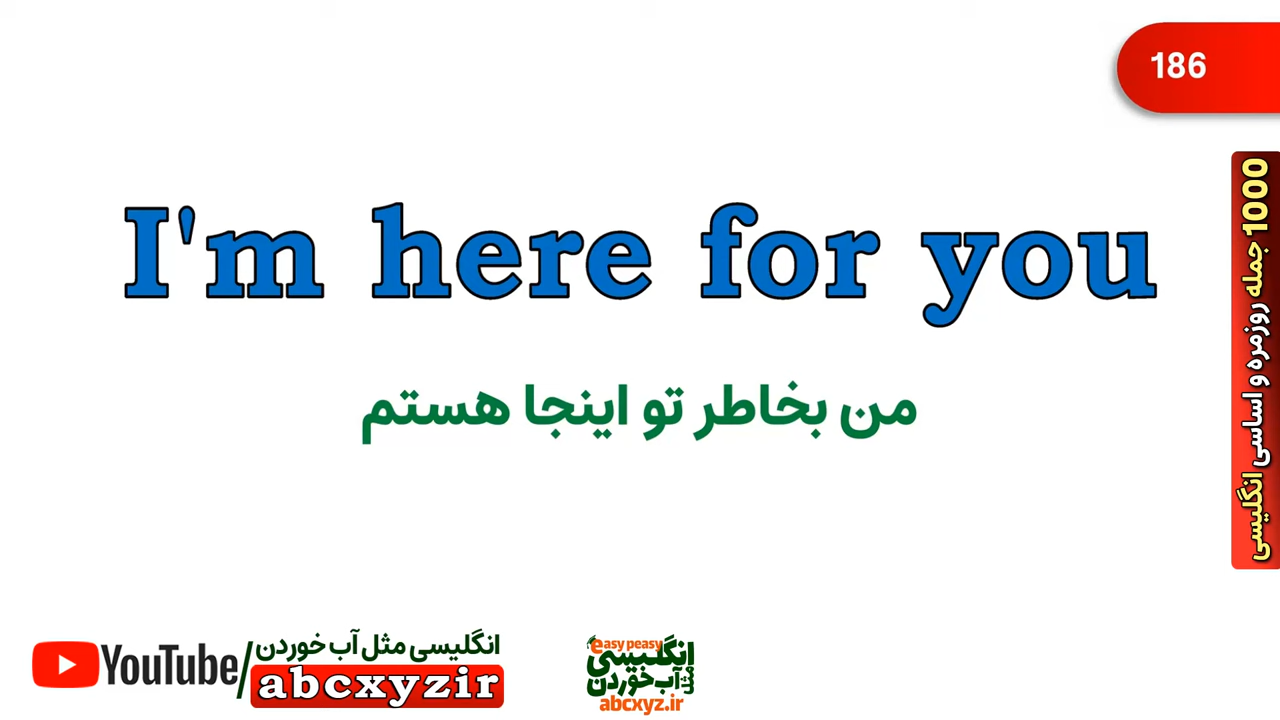 186
1000 جمله روزمره و اساسی انگلیسی
I'm here for you
من بخاطر تو اینجا هستم
YouTube/
انگلیسی مثل آب خوردن
abcxyzir
easy peasy
انگلیسی
مثل آب خوردن
abcxyz.ir